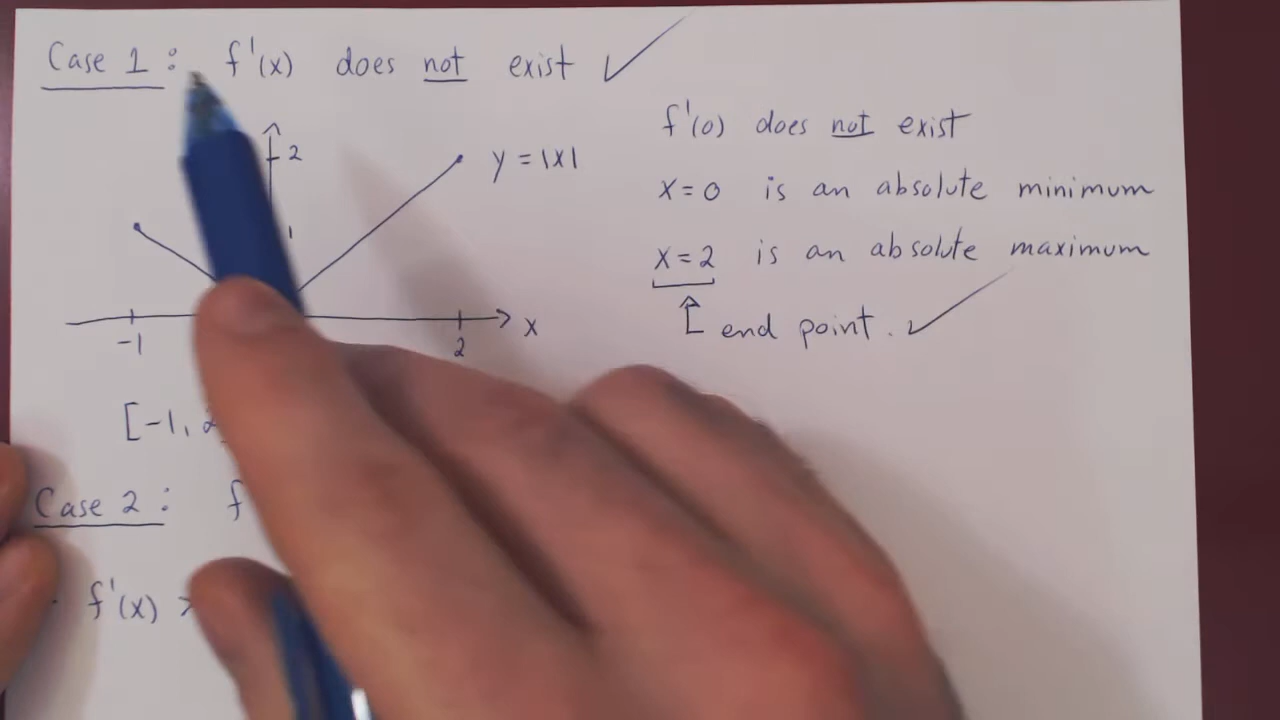 Case 1: f'(x) does not exist ✓
f'(0) does not exist
2
y = |x|
x = 0 is an absolute minimum
1
x = 2 is an absolute maximum
end point. ✓
-1
2
x
[-1, 2
Case 2: f
f'(x) >